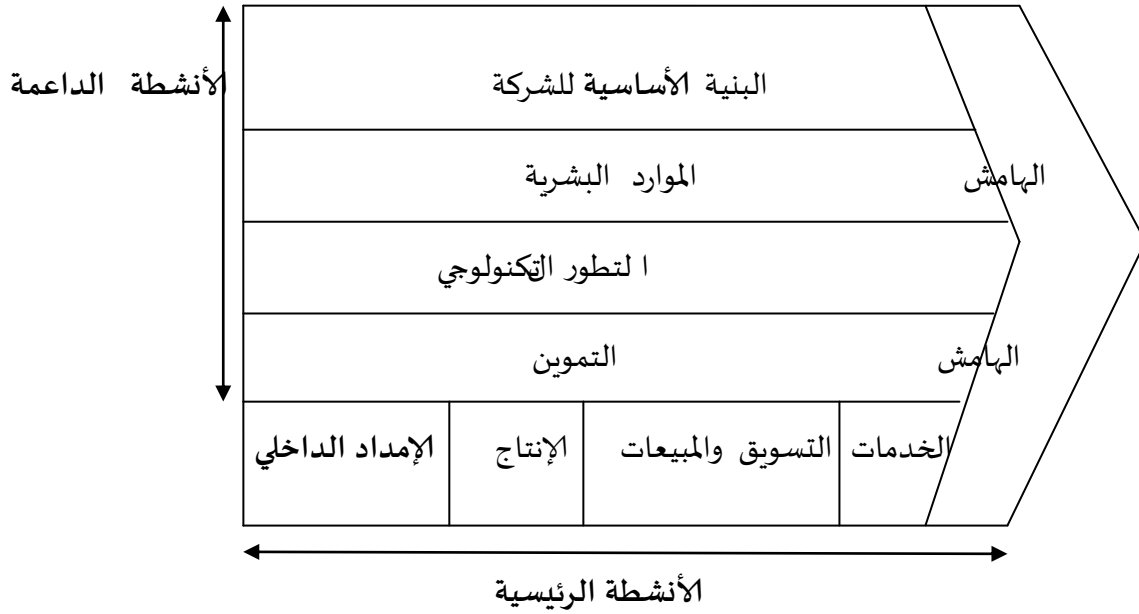 البنية الأساسية للشركة
الأنشطة الداعمة
الموارد البشرية
الهامش
ا لتطور التكنولوجي
التموين
الهامش
الإمداد الداخلي
الإنتاج
التسويق والمبيعات
الخدمات
الأنشطة الرئيسية